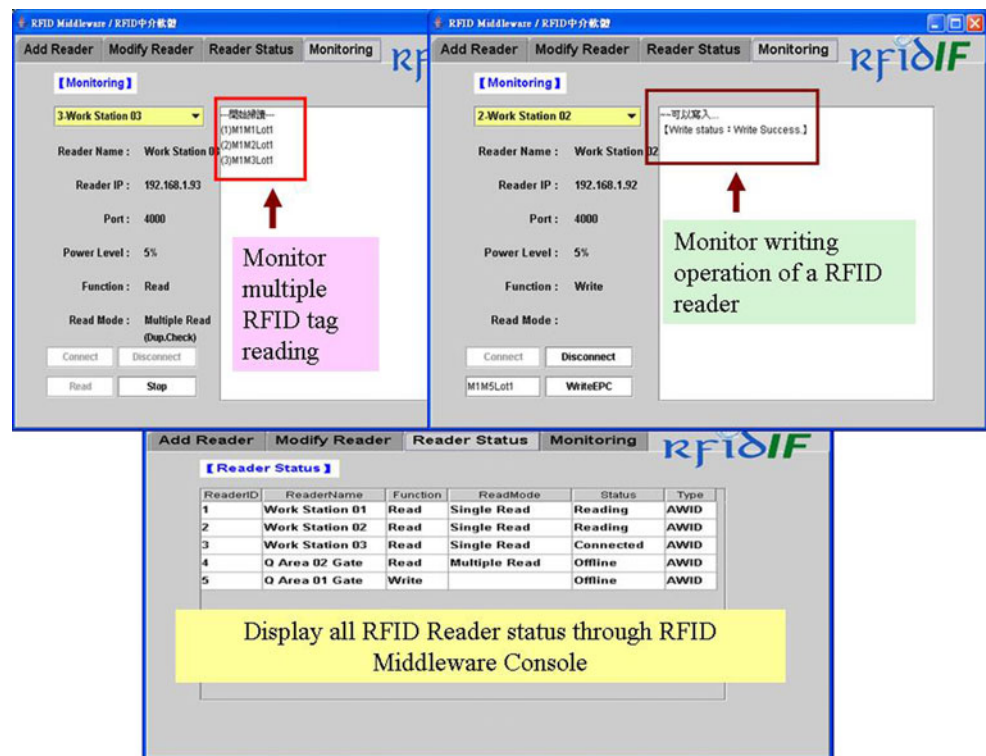 RFID Middleware / RFID中介軟體
Add Reader Modify Reader Reader Status Monitoring
【Monitoring】
3-Work Station 03
---開始掃讀---
(1)M1M1Lot1
(2)M1M2Lot1
(3)M1M3Lot1
Reader Name : Work Station 03
Reader IP : 192.168.1.93
Port : 4000
Power Level : 5%
Function : Read
Read Mode : Multiple Read
(Dup.Check)
Connect Disconnect
Read Stop
Monitor
multiple
RFID tag
reading
RFID Middleware / RFID中介軟體
Add Reader Modify Reader Reader Status Monitoring
RFidIF
【Monitoring】
2-Work Station 02
---可以寫入...
【Write status : Write Success.】
Reader Name : Work Station 02
Reader IP : 192.168.1.92
Port : 4000
Power Level : 5%
Function : Write
Read Mode :
Connect Disconnect
M1M5Lot1 WriteEPC
Monitor writing
operation of a RFID
reader
Add Reader Modify Reader Reader Status Monitoring
RFidIF
【Reader Status】
ReaderID ReaderName Function ReadMode Status Type
1 Work Station 01 Read Single Read Reading AWID
2 Work Station 02 Read Single Read Reading AWID
3 Work Station 03 Read Single Read Connected AWID
4 Q Area 02 Gate Read Multiple Read Offline AWID
5 Q Area 01 Gate Write Offline AWID
Display all RFID Reader status through RFID
Middleware Console